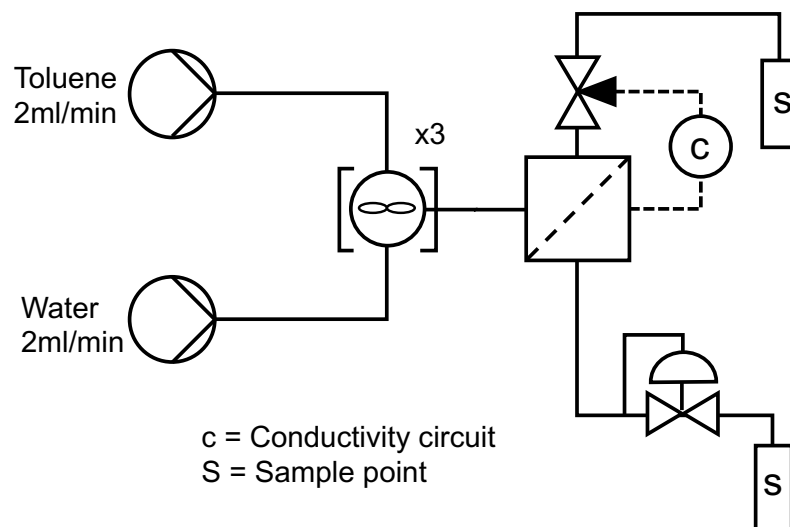 Toluene
2ml/min
x3
S
c
Water
2ml/min
c = Conductivity circuit
S = Sample point
S